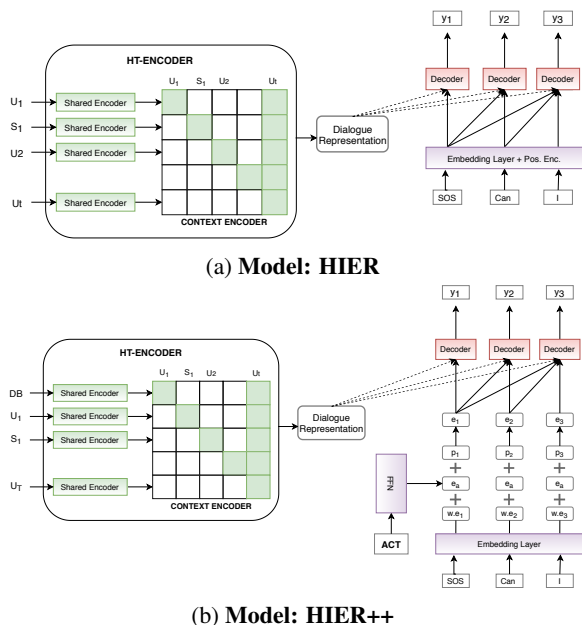 y1 y2 y3
HT-ENCODER
Decoder Decoder Decoder
U1 S1 U2 Ut
U1 Shared Encoder
S1 Shared Encoder
U2 Shared Encoder
Dialogue
Representation
Embedding Layer + Pos. Enc.
Ut Shared Encoder
SOS Can I
CONTEXT ENCODER
(a) Model: HIER
y1 y2 y3
HT-ENCODER
Decoder Decoder Decoder
U1 S1 U2 Ut
DB Shared Encoder
U1 Shared Encoder
S1 Shared Encoder
Dialogue
Representation
e1 e2 e3
p1 p2 p3
+ + +
FFN
ea ea ea
+ + +
UT Shared Encoder
CONTEXT ENCODER
w.e1 w.e2 w.e3
ACT
Embedding Layer
SOS Can I
(b) Model: HIER++